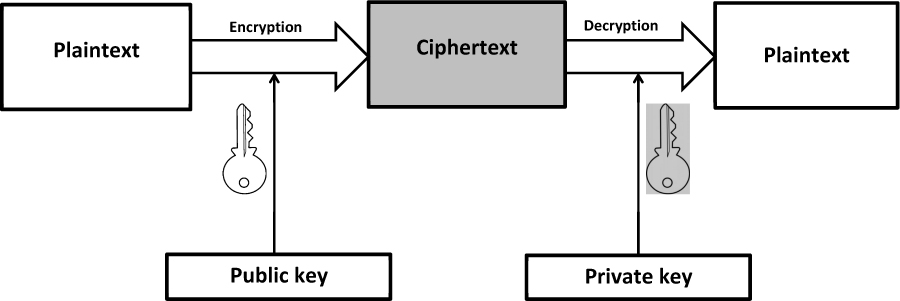 Plaintext
Encryption
Ciphertext
Decryption
Plaintext
Public key
Private key